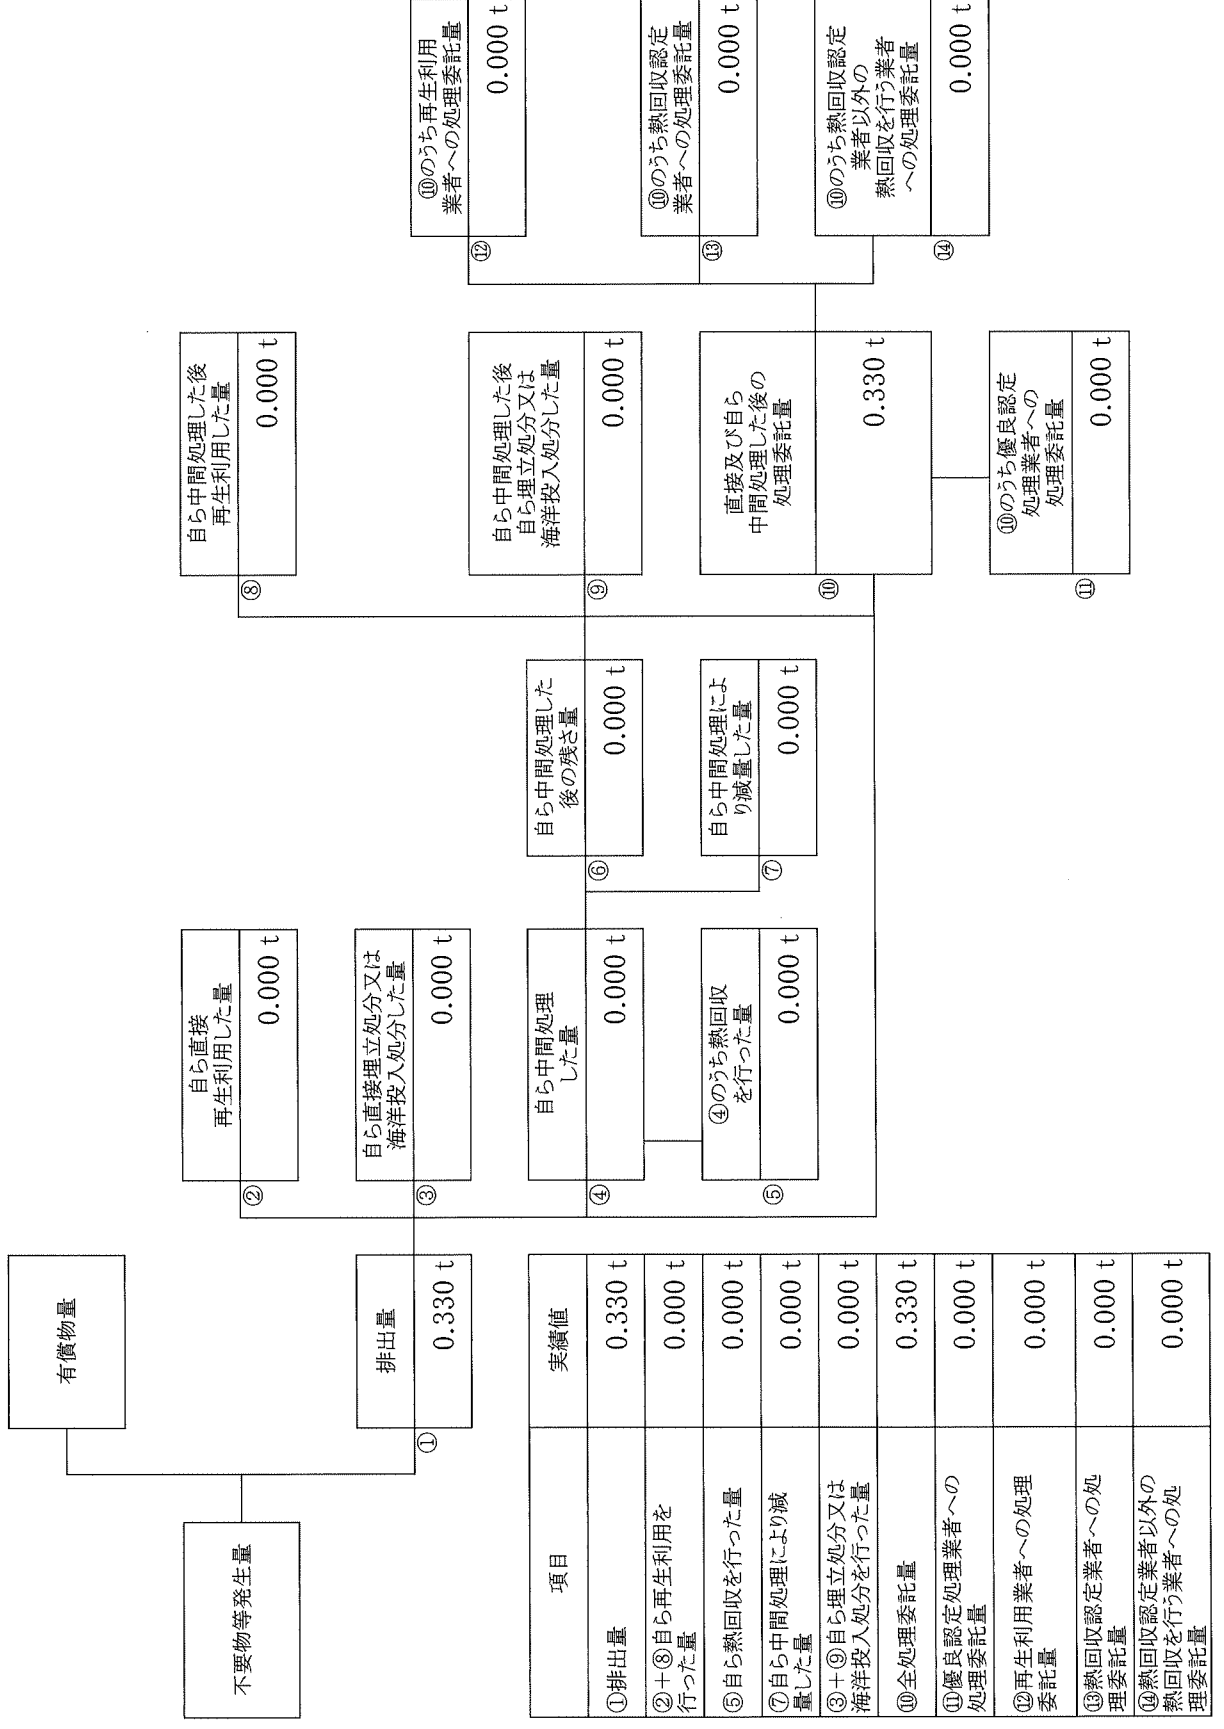 不要物等発生量
有償物量
①
排出量
0.330 t
②
自ら直接
再生利用した量
0.000 t
③
自ら直接埋立処分又は
海洋投入処分した量
0.000 t
④
自ら中間処理
した量
0.000 t
⑤
④のうち熱回収
を行った量
0.000 t
⑥
自ら中間処理した
後の残さ量
0.000 t
⑦
自ら中間処理によ
り減量した量
0.000 t
⑧
自ら中間処理した後
再生利用した量
0.000 t
⑨
自ら中間処理した後
自ら埋立処分又は
海洋投入処分した量
0.000 t
⑩
直接及び自ら
中間処理した後の
処理委託量
0.330 t
⑪
⑩のうち優良認定
処理業者への
処理委託量
0.000 t
⑫
⑩のうち再生利用
業者への処理委託量
0.000 t
⑬
⑩のうち熱回収認定
業者への処理委託量
0.000 t
⑭
⑩のうち熱回収認定
業者以外の
熱回収を行う業者
への処理委託量
0.000 t
項目 実績値
①排出量 0.330 t
②+⑧自ら再生利用を
行った量 0.000 t
⑤自ら熱回収を行った量 0.000 t
⑦自ら中間処理により減
量した量 0.000 t
③+⑨自ら埋立処分又は
海洋投入処分を行った量 0.000 t
⑩全処理委託量 0.330 t
⑪優良認定処理業者への
処理委託量 0.000 t
⑫再生利用業者への処理
委託量 0.000 t
⑬熱回収認定業者への処
理委託量 0.000 t
⑭熱回収認定業者以外の
熱回収を行う業者への処
理委託量 0.000 t